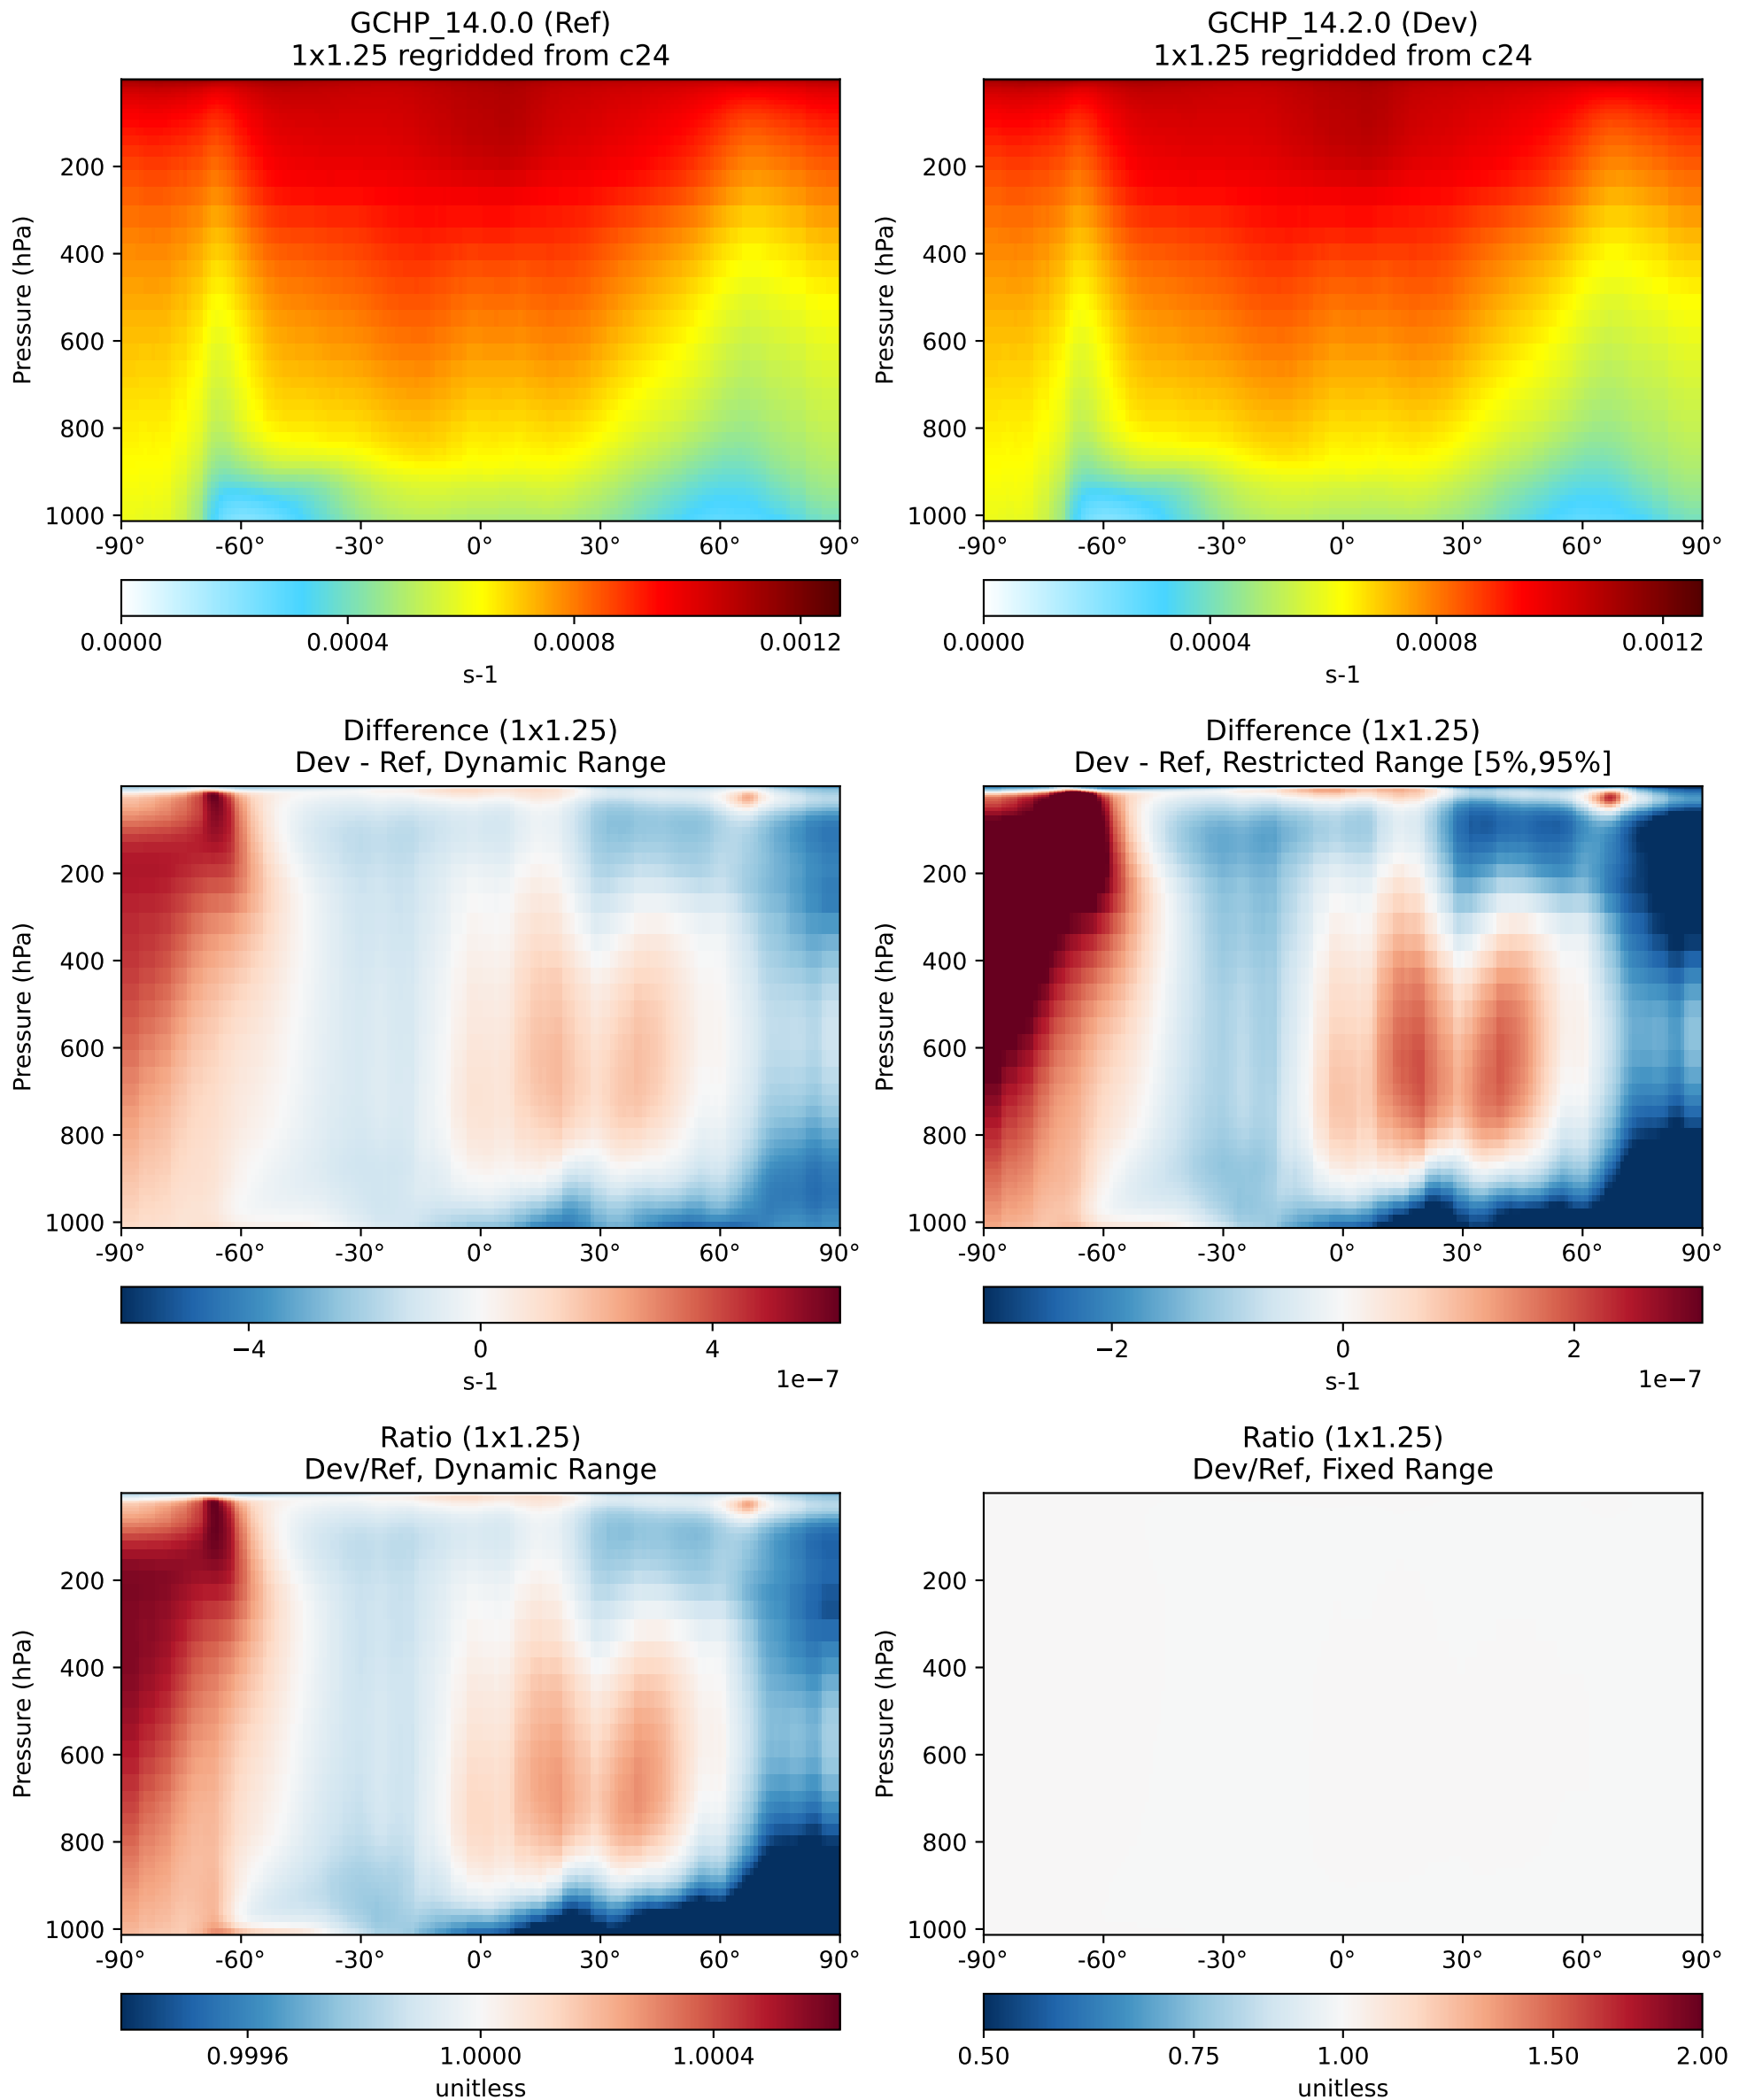 GCHP_14.0.0 (Ref)
1x1.25 regridded from c24
Pressure (hPa)
200
400
600
800
1000
-90° -60° -30° 0° 30° 60° 90°
0.0000 0.0004 0.0008 0.0012
s-1
GCHP_14.2.0 (Dev)
1x1.25 regridded from c24
Pressure (hPa)
200
400
600
800
1000
-90° -60° -30° 0° 30° 60° 90°
0.0000 0.0004 0.0008 0.0012
s-1
Difference (1x1.25)
Dev - Ref, Dynamic Range
Pressure (hPa)
200
400
600
800
1000
-90° -60° -30° 0° 30° 60° 90°
−4 0 4
s-1 1e−7
Difference (1x1.25)
Dev - Ref, Restricted Range [5%,95%]
Pressure (hPa)
200
400
600
800
1000
-90° -60° -30° 0° 30° 60° 90°
−2 0 2
s-1 1e−7
Ratio (1x1.25)
Dev/Ref, Dynamic Range
Pressure (hPa)
200
400
600
800
1000
-90° -60° -30° 0° 30° 60° 90°
0.9996 1.0000 1.0004
unitless
Ratio (1x1.25)
Dev/Ref, Fixed Range
Pressure (hPa)
200
400
600
800
1000
-90° -60° -30° 0° 30° 60° 90°
0.50 0.75 1.00 1.50 2.00
unitless